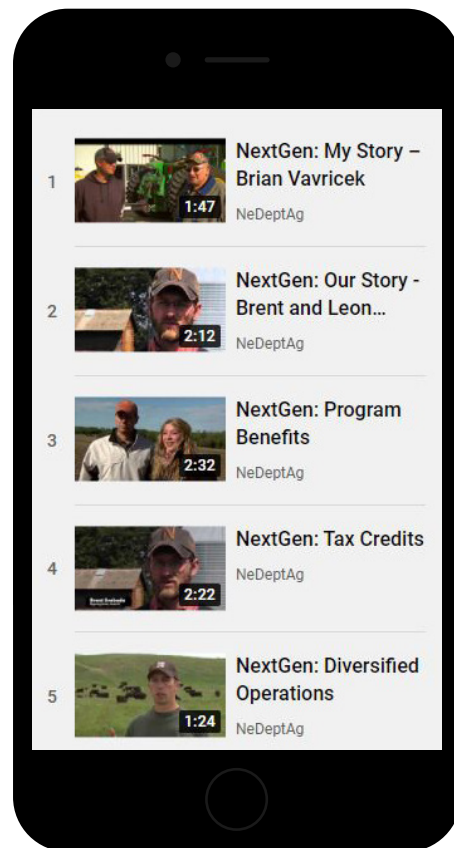 1
NextGen: My Story –
Brian Vavricek
1:47
NeDeptAg
2
NextGen: Our Story -
Brent and Leon...
N
2:12
NeDeptAg
3
NextGen: Program
Benefits
2:32
NeDeptAg
4
NextGen: Tax Credits
2:22
NeDeptAg
5
NextGen: Diversified
Operations
1:24
NeDeptAg